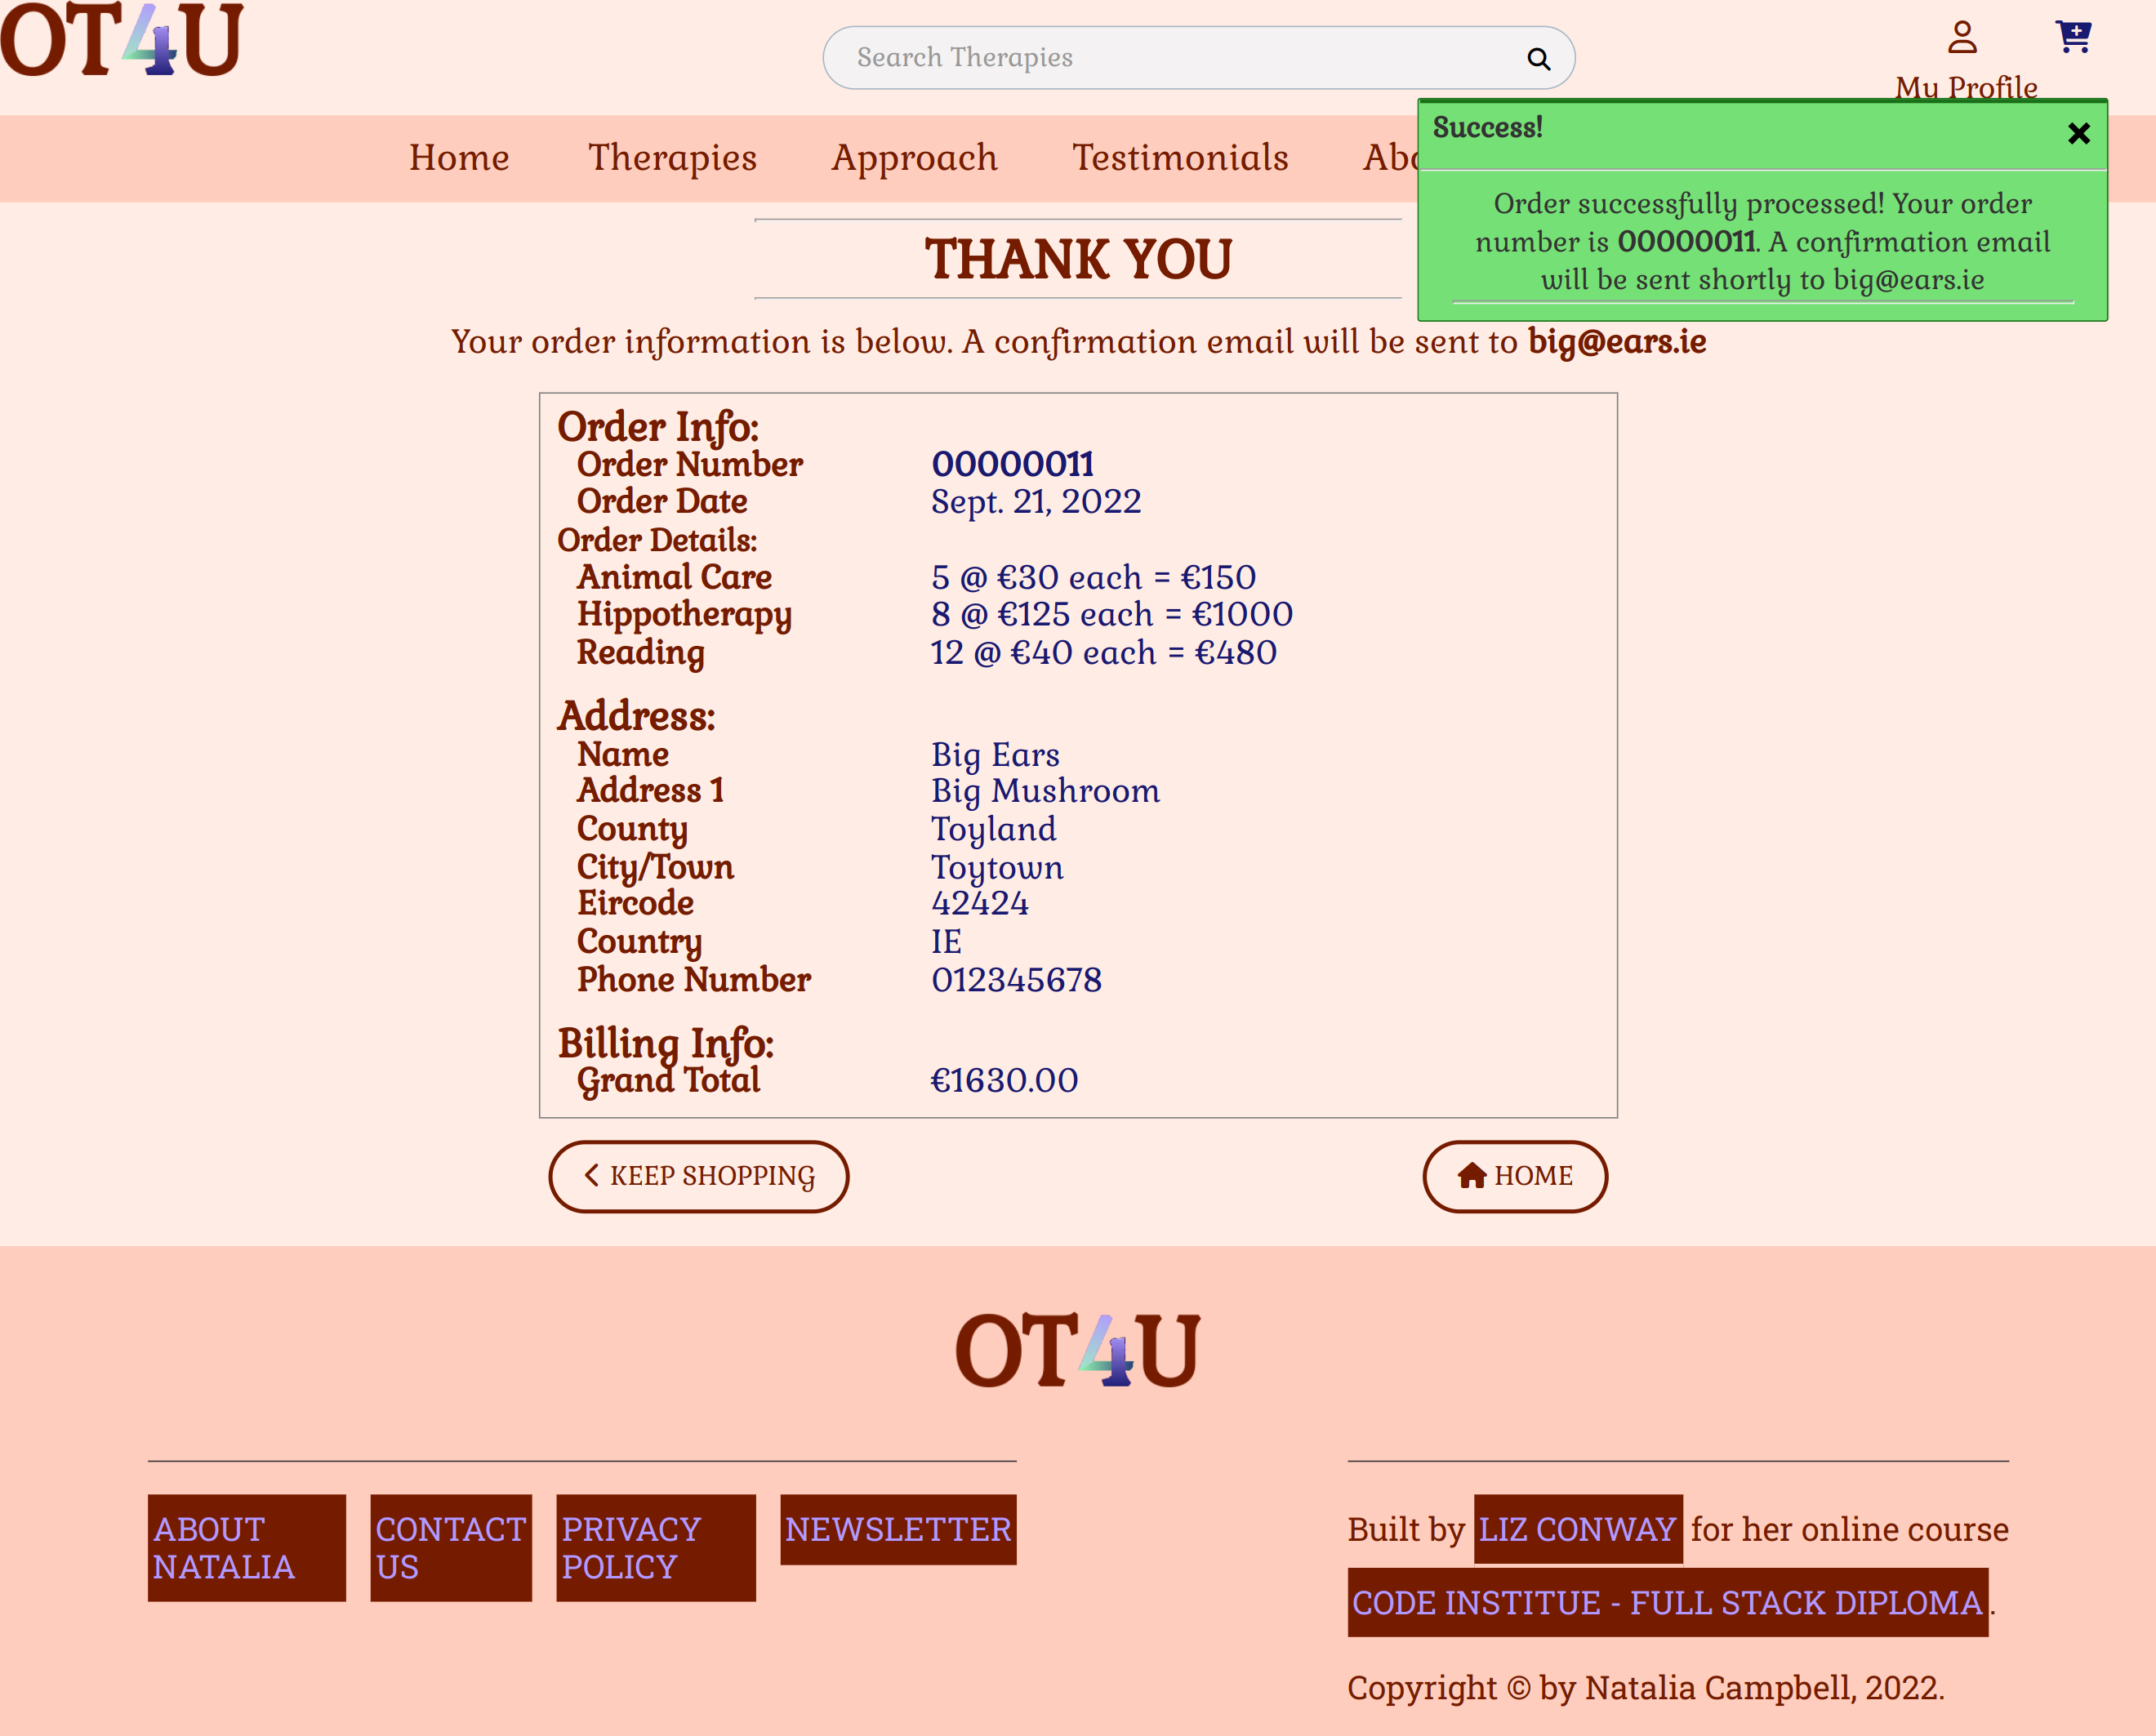 OT4U
Search Therapies
My Profile
Home Therapies Approach Testimonials Abo
Success!
Order successfully processed! Your order
number is 00000011. A confirmation email
will be sent shortly to big@ears.ie
THANK YOU
Your order information is below. A confirmation email will be sent to big@ears.ie
Order Info:
Order Number 00000011
Order Date Sept. 21, 2022
Order Details:
Animal Care 5 @ €30 each = €150
Hippotherapy 8 @ €125 each = €1000
Reading 12 @ €40 each = €480
Address:
Name Big Ears
Address 1 Big Mushroom
County Toyland
City/Town Toytown
Eircode 42424
Country IE
Phone Number 012345678
Billing Info:
Grand Total €1630.00
KEEP SHOPPING
HOME
OT4U
ABOUT NATALIA
CONTACT US
PRIVACY POLICY
NEWSLETTER
Built by LIZ CONWAY for her online course
CODE INSTITUE - FULL STACK DIPLOMA.
Copyright © by Natalia Campbell, 2022.